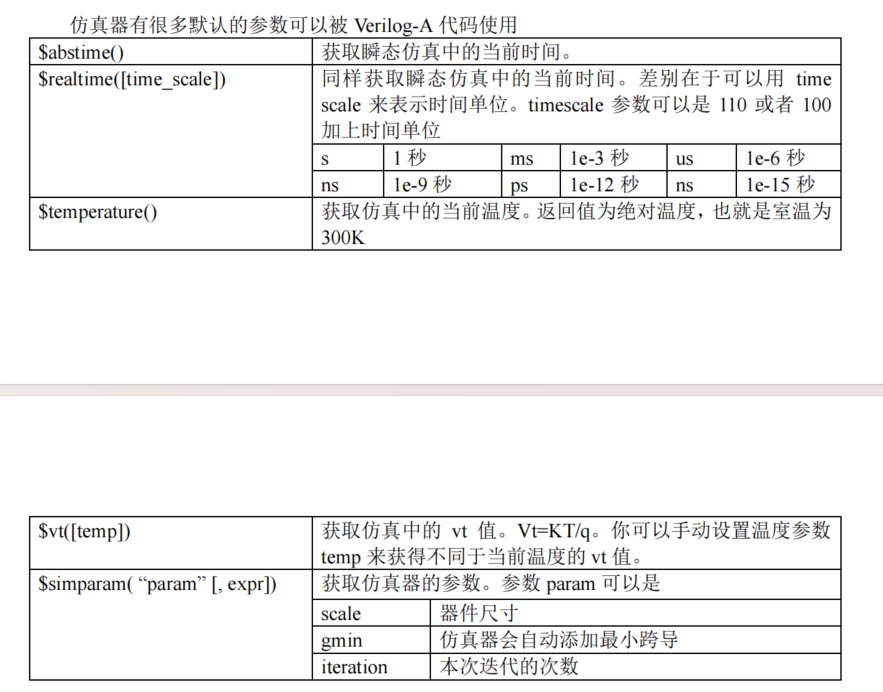 仿真器有很多默认的参数可以被 Verilog-A 代码使用
$abstime() 获取瞬态仿真中的当前时间。
$realtime([time_scale]) 同样获取瞬态仿真中的当前时间。差别在于可以用 time
scale 来表示时间单位。timescale 参数可以是 110 或者 100
加上时间单位
s 1 秒 ms 1e-3 秒 us 1e-6 秒
ns 1e-9 秒 ps 1e-12 秒 ns 1e-15 秒
$temperature() 获取仿真中的当前温度。返回值为绝对温度，也就是室温为
300K
$vt([temp]) 获取仿真中的 vt 值。Vt=KT/q。你可以手动设置温度参数
temp 来获得不同于当前温度的 vt 值。
$simparam( “param” [, expr]) 获取仿真器的参数。参数 param 可以是
scale 器件尺寸
gmin 仿真器会自动添加最小跨导
iteration 本次迭代的次数